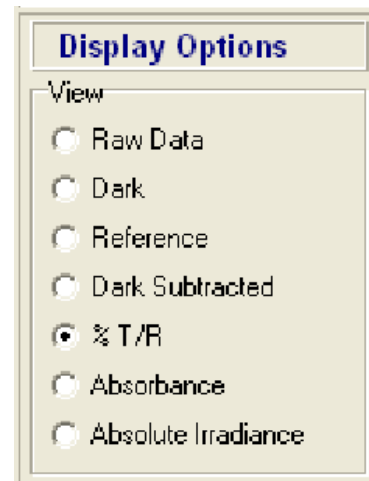 Display Options
View
Raw Data
Dark
Reference
Dark Subtracted
% T/R
Absorbance
Absolute Irradiance